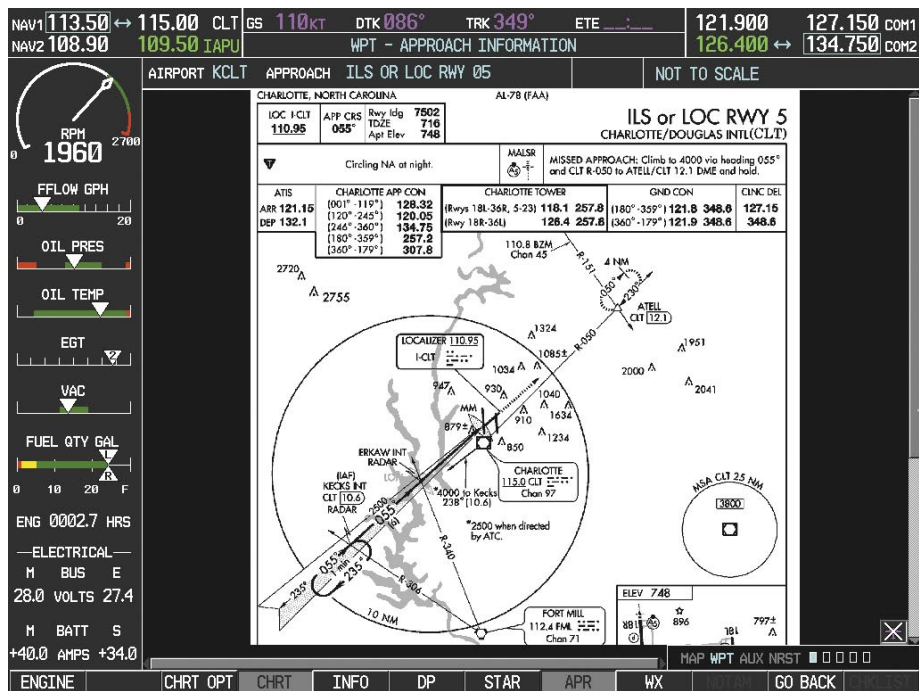 NAV1 113.50 ↔ 115.00 CLT
NAV2 108.90 109.50 IAPU
GS 110KT DTK 086° TRK 349° ETE __:__
WPT - APPROACH INFORMATION
121.900 127.150 COM1
126.400 ↔ 134.750 COM2
AIRPORT KCLT APPROACH ILS OR LOC RWY 05 NOT TO SCALE
RPM
1960
0 2700
FFLOW GPH
0 20
OIL PRES
OIL TEMP
EGT
2
VAC
FUEL QTY GAL
L
R
0 10 20 F
ENG 0002.7 HRS
ELECTRICAL
M BUS E
28.0 VOLTS 27.4
M BATT S
+40.0 AMPS +34.0
CHARLOTTE, NORTH CAROLINA AL-78 (FAA)
LOC I-CLT
110.95
APP CRS
055°
Rwy ldg 7502
TDZE 716
Apt Elev 748
ILS or LOC RWY 5
CHARLOTTE/DOUGLAS INTL(CLT)
T
Circling NA at night.
MALSR
MISSED APPROACH: Climb to 4000 via heading 055°
and CLT R-050 to ATELL/CLT 12.1 DME and hold.
ATIS
ARR 121.15
DEP 132.1
CHARLOTTE APP CON
(001°-119°) 128.32
(120°-245°) 120.05
(246°-360°) 134.75
(180°-359°) 257.2
(360°-179°) 307.8
CHARLOTTE TOWER
(Rwys 18L-36R, 5-23) 118.1 257.8
(Rwy 18R-36L) 126.4 257.8
GND CON
(180°-359°) 121.8 348.6
(360°-179°) 121.9 348.6
CLNC DEL
127.15
348.6
110.8 BZM
Chan 45
R-151
4 NM
050°
230°
ATELL
CLT 12.1
R-050
2720
2755
LOCALIZER 110.95
I-CLT
1324
1085±
1034
1951
2000
2041
947
930
1040
1634
910
MM
879±
850
1234
ERKAW INT
RADAR
CHARLOTTE
115.0 CLT
Chan 97
(IAF)
KECKS INT
CLT 10.6
RADAR
*4000 to Kecks
238° (10.6)
*2500 when directed
by ATC.
2500
055°
(6)
055°
1 min
235°
235°
R-340
R-306
10 NM
FORT MILL
112.4 FML
Chan 71
MSA CLT 25 NM
3800
ELEV 748
18R
896
18L
797±
MAP WPT AUX NRST
ENGINE CHRT OPT CHRT INFO DP STAR APR WX NOTAM GO BACK CHKLIST